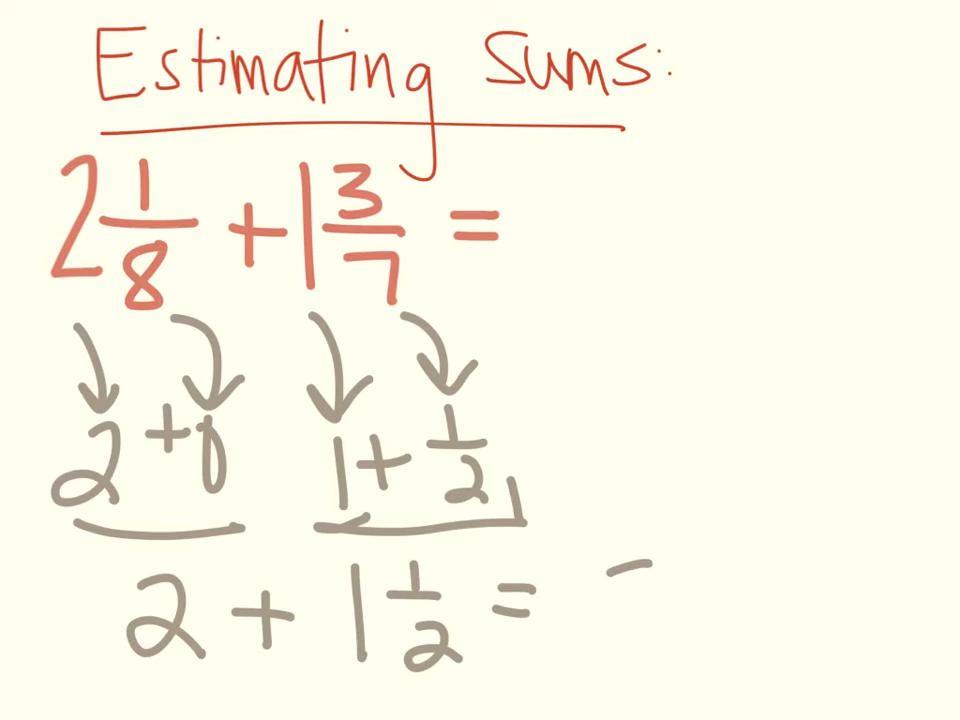 Estimating Sums:
2 1/8 + 1 3/7 =
2 + 0 1 + 1/2
2 + 1 1/2 =